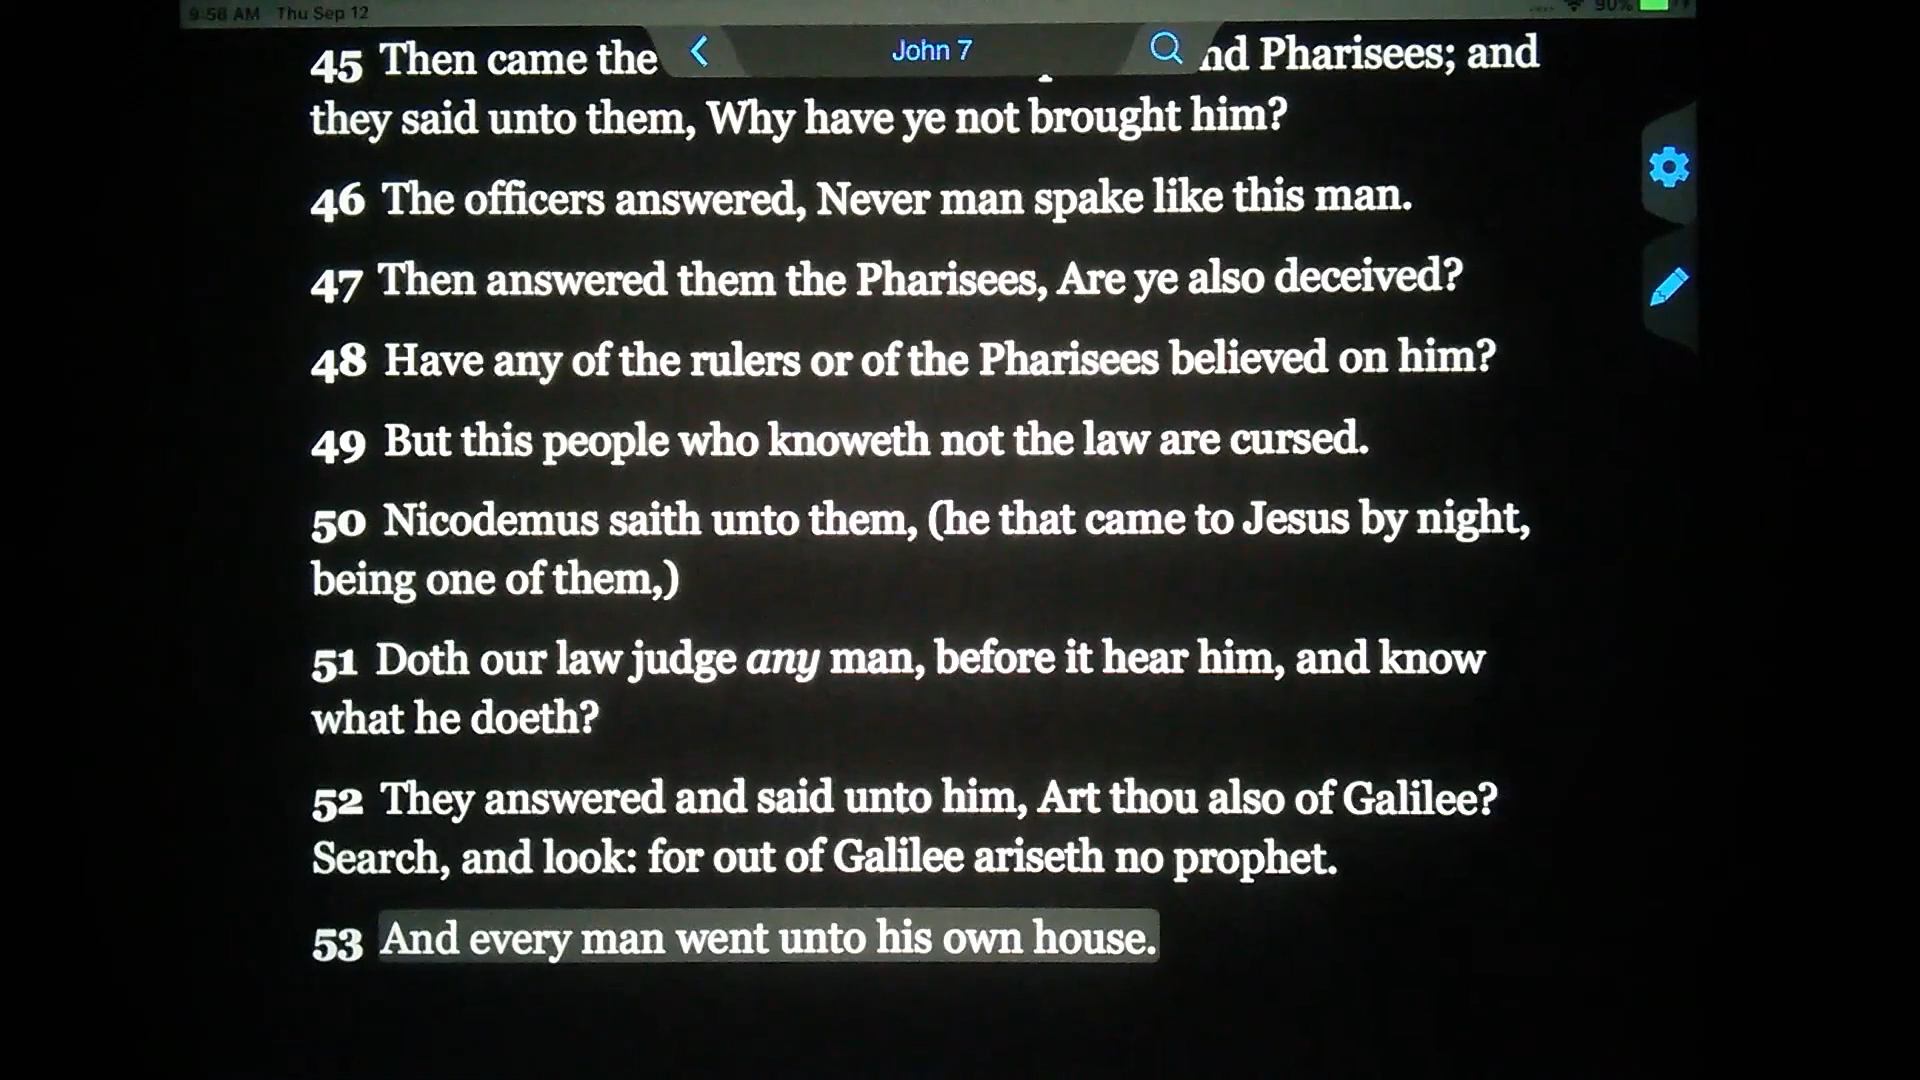 9:58 AM Thu Sep 12
90%
John 7
45 Then came the nd Pharisees; and
they said unto them, Why have ye not brought him?
46 The officers answered, Never man spake like this man.
47 Then answered them the Pharisees, Are ye also deceived?
48 Have any of the rulers or of the Pharisees believed on him?
49 But this people who knoweth not the law are cursed.
50 Nicodemus saith unto them, (he that came to Jesus by night,
being one of them,)
51 Doth our law judge any man, before it hear him, and know
what he doeth?
52 They answered and said unto him, Art thou also of Galilee?
Search, and look: for out of Galilee ariseth no prophet.
53 And every man went unto his own house.